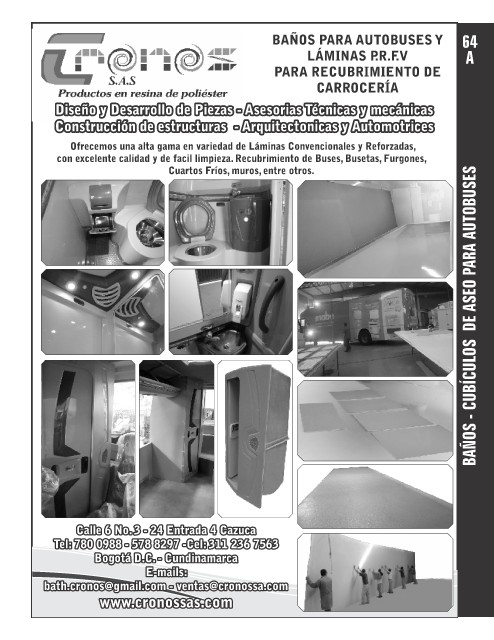 Cronos
S.A.S
Productos en resina de poliéster
BAÑOS PARA AUTOBUSES Y
LÁMINAS P.R.F.V
PARA RECUBRIMIENTO DE
CARROCERÍA
Diseño y Desarrollo de Piezas - Asesorías Técnicas y mecánicas
Construcción de estructuras - Arquitectonicas y Automotrices
Ofrecemos una alta gama en variedad de Láminas Convencionales y Reforzadas,
con excelente calidad y de facil limpieza. Recubrimiento de Buses, Busetas, Furgones,
Cuartos Fríos, muros, entre otros.
Calle 6 No.3 - 24 Entrada 4 Cazuca
Tel: 780 0988 - 578 8297 -Cel: 311 236 7563
Bogotá D.C. - Cundinamarca
E-mails:
bath.cronos@gmail.com - ventas@cronossa.com
www.cronossas.com
64
A
BAÑOS - CUBÍCULOS DE ASEO PARA AUTOBUSES